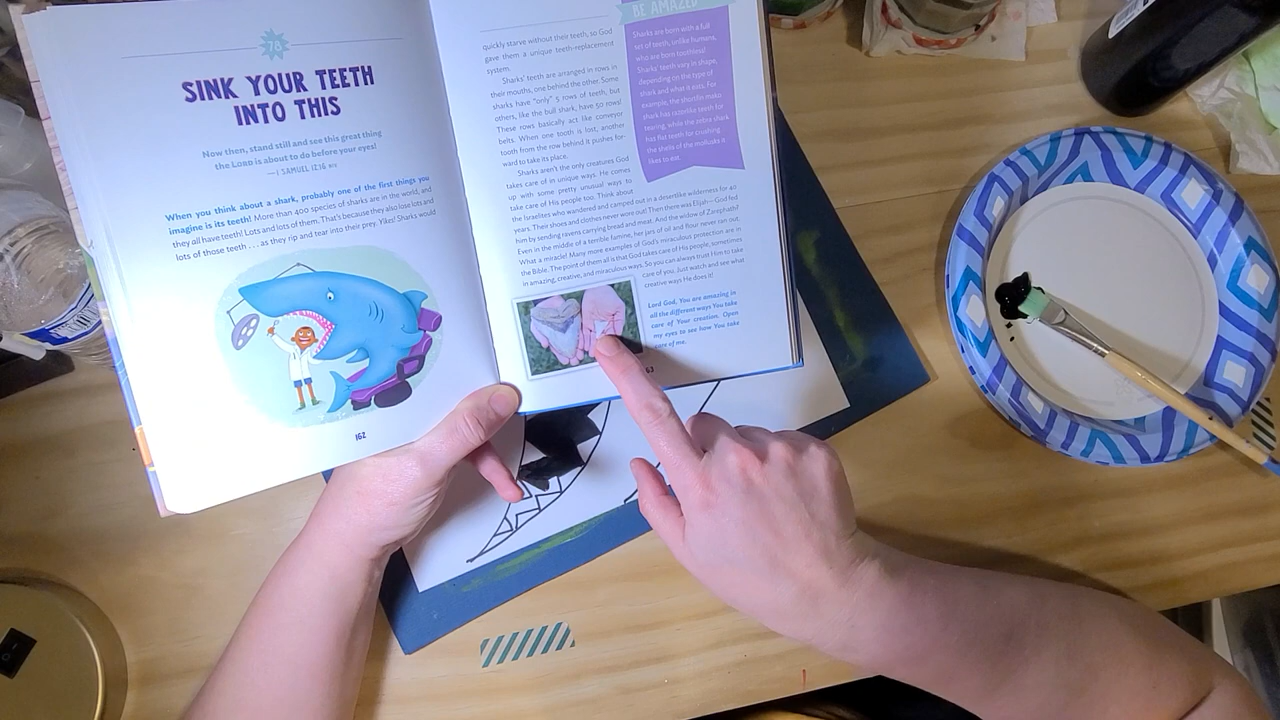 78
SINK YOUR TEETH
INTO THIS
Now then, stand still and see this great thing
the LORD is about to do before your eyes!
—1 SAMUEL 12:16 NIV
When you think about a shark, probably one of the first things you
imagine is its teeth! More than 400 species of sharks are in the world, and
they all have teeth! Lots and lots of them. That's because they also lose lots and
lots of those teeth . . . as they rip and tear into their prey. Yikes! Sharks would
162
quickly starve without their teeth, so God
gave them a unique teeth-replacement
system.
Sharks' teeth are arranged in rows in
their mouths, one behind the other. Some
sharks have "only" 5 rows of teeth, but
others, like the bull shark, have 50 rows!
These rows basically act like conveyor
belts. When one tooth is lost, another
tooth from the row behind it pushes for-
ward to take its place.
Sharks aren't the only creatures God
takes care of in unique ways. He comes
up with some pretty unusual ways to
take care of His people too. Think about
the Israelites who wandered and camped out in a desertlike wilderness for 40
years. Their shoes and clothes never wore out! Then there was Elijah—God fed
him by sending ravens carrying bread and meat. And the widow of Zarephath?
Even in the middle of a terrible famine, her jars of oil and flour never ran out.
What a miracle! Many more examples of God's miraculous protection are in
the Bible. The point of them all is that God takes care of His people, sometimes
in amazing, creative, and miraculous ways. So you can always trust Him to take
care of you. Just watch and see what
creative ways He does it!
Lord God, You are amazing in
all the different ways You take
care of Your creation. Open
my eyes to see how You take
care of me.
63
BE AMAZED
Sharks are born with a full
set of teeth, unlike humans,
who are born toothless!
Sharks' teeth vary in shape,
depending on the type of
shark and what it eats. For
example, the shortfin mako
shark has razorlike teeth for
tearing, while the zebra shark
has flat teeth for crushing
the shells of the mollusks it
likes to eat.